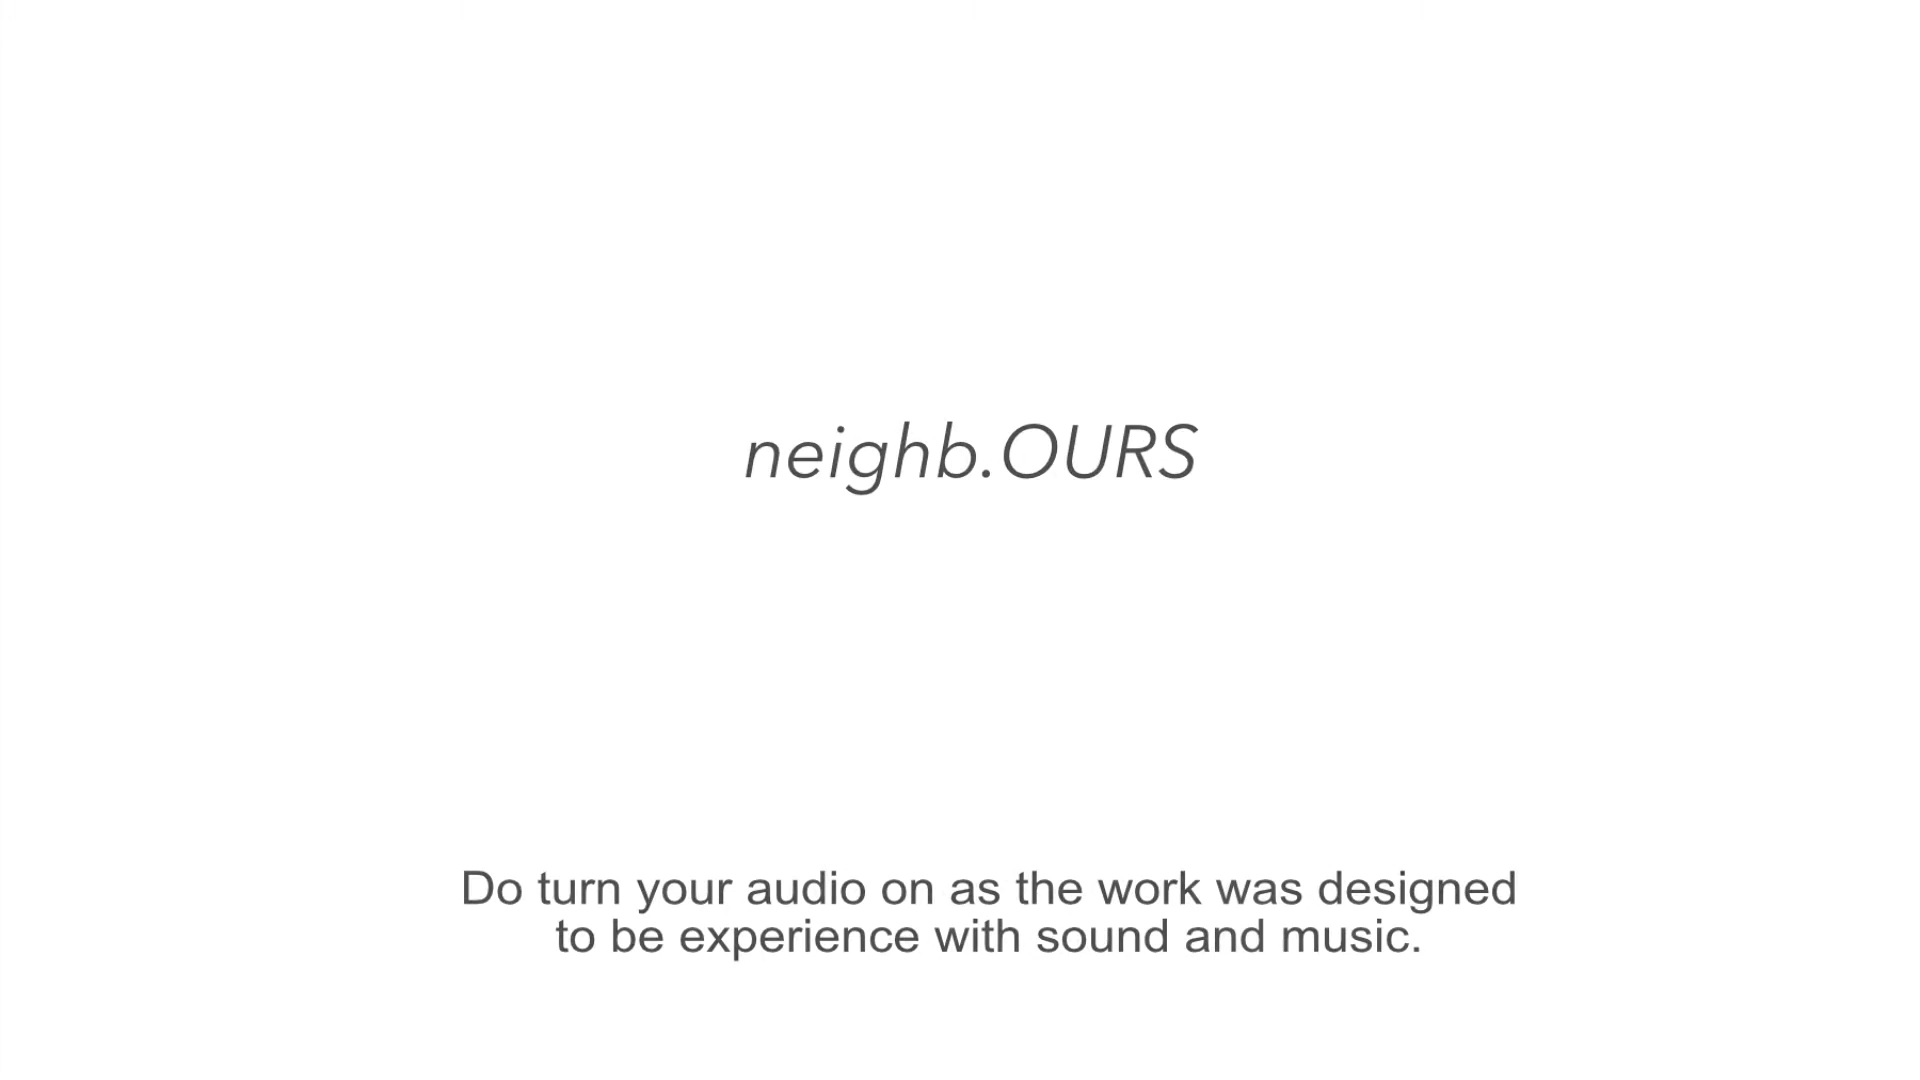 neighb.OURS
Do turn your audio on as the work was designed
to be experience with sound and music.